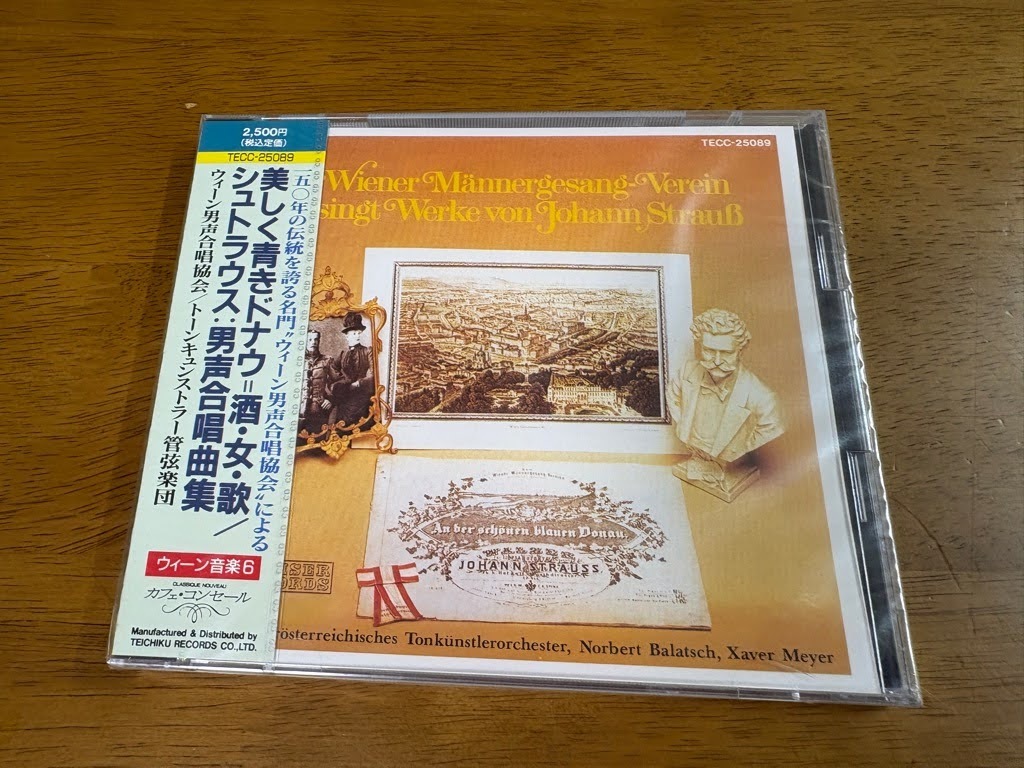 2,500円
(税込定価)
TECC-25089
一五〇年の伝統を誇る名門"ウィーン男声合唱協会"による
美しく青きドナウ=酒・女・歌/
シュトラウス:男声合唱曲集
ウィーン男声合唱協会/トーンキュンストラー管弦楽団
ウィーン音楽6
CLASSIQUE NOUVEAU
カフェ・コンセール
Manufactured & Distributed by
TEICHIKU RECORDS CO.,LTD.
TECC-25089
Wiener Männergesang-Verein
singt Werke von Johann Strauß
An der schönen blauen Donau.
JOHANN STRAUSS
rösterreichisches Tonkünstlerorchester, Norbert Balatsch, Xaver Meyer